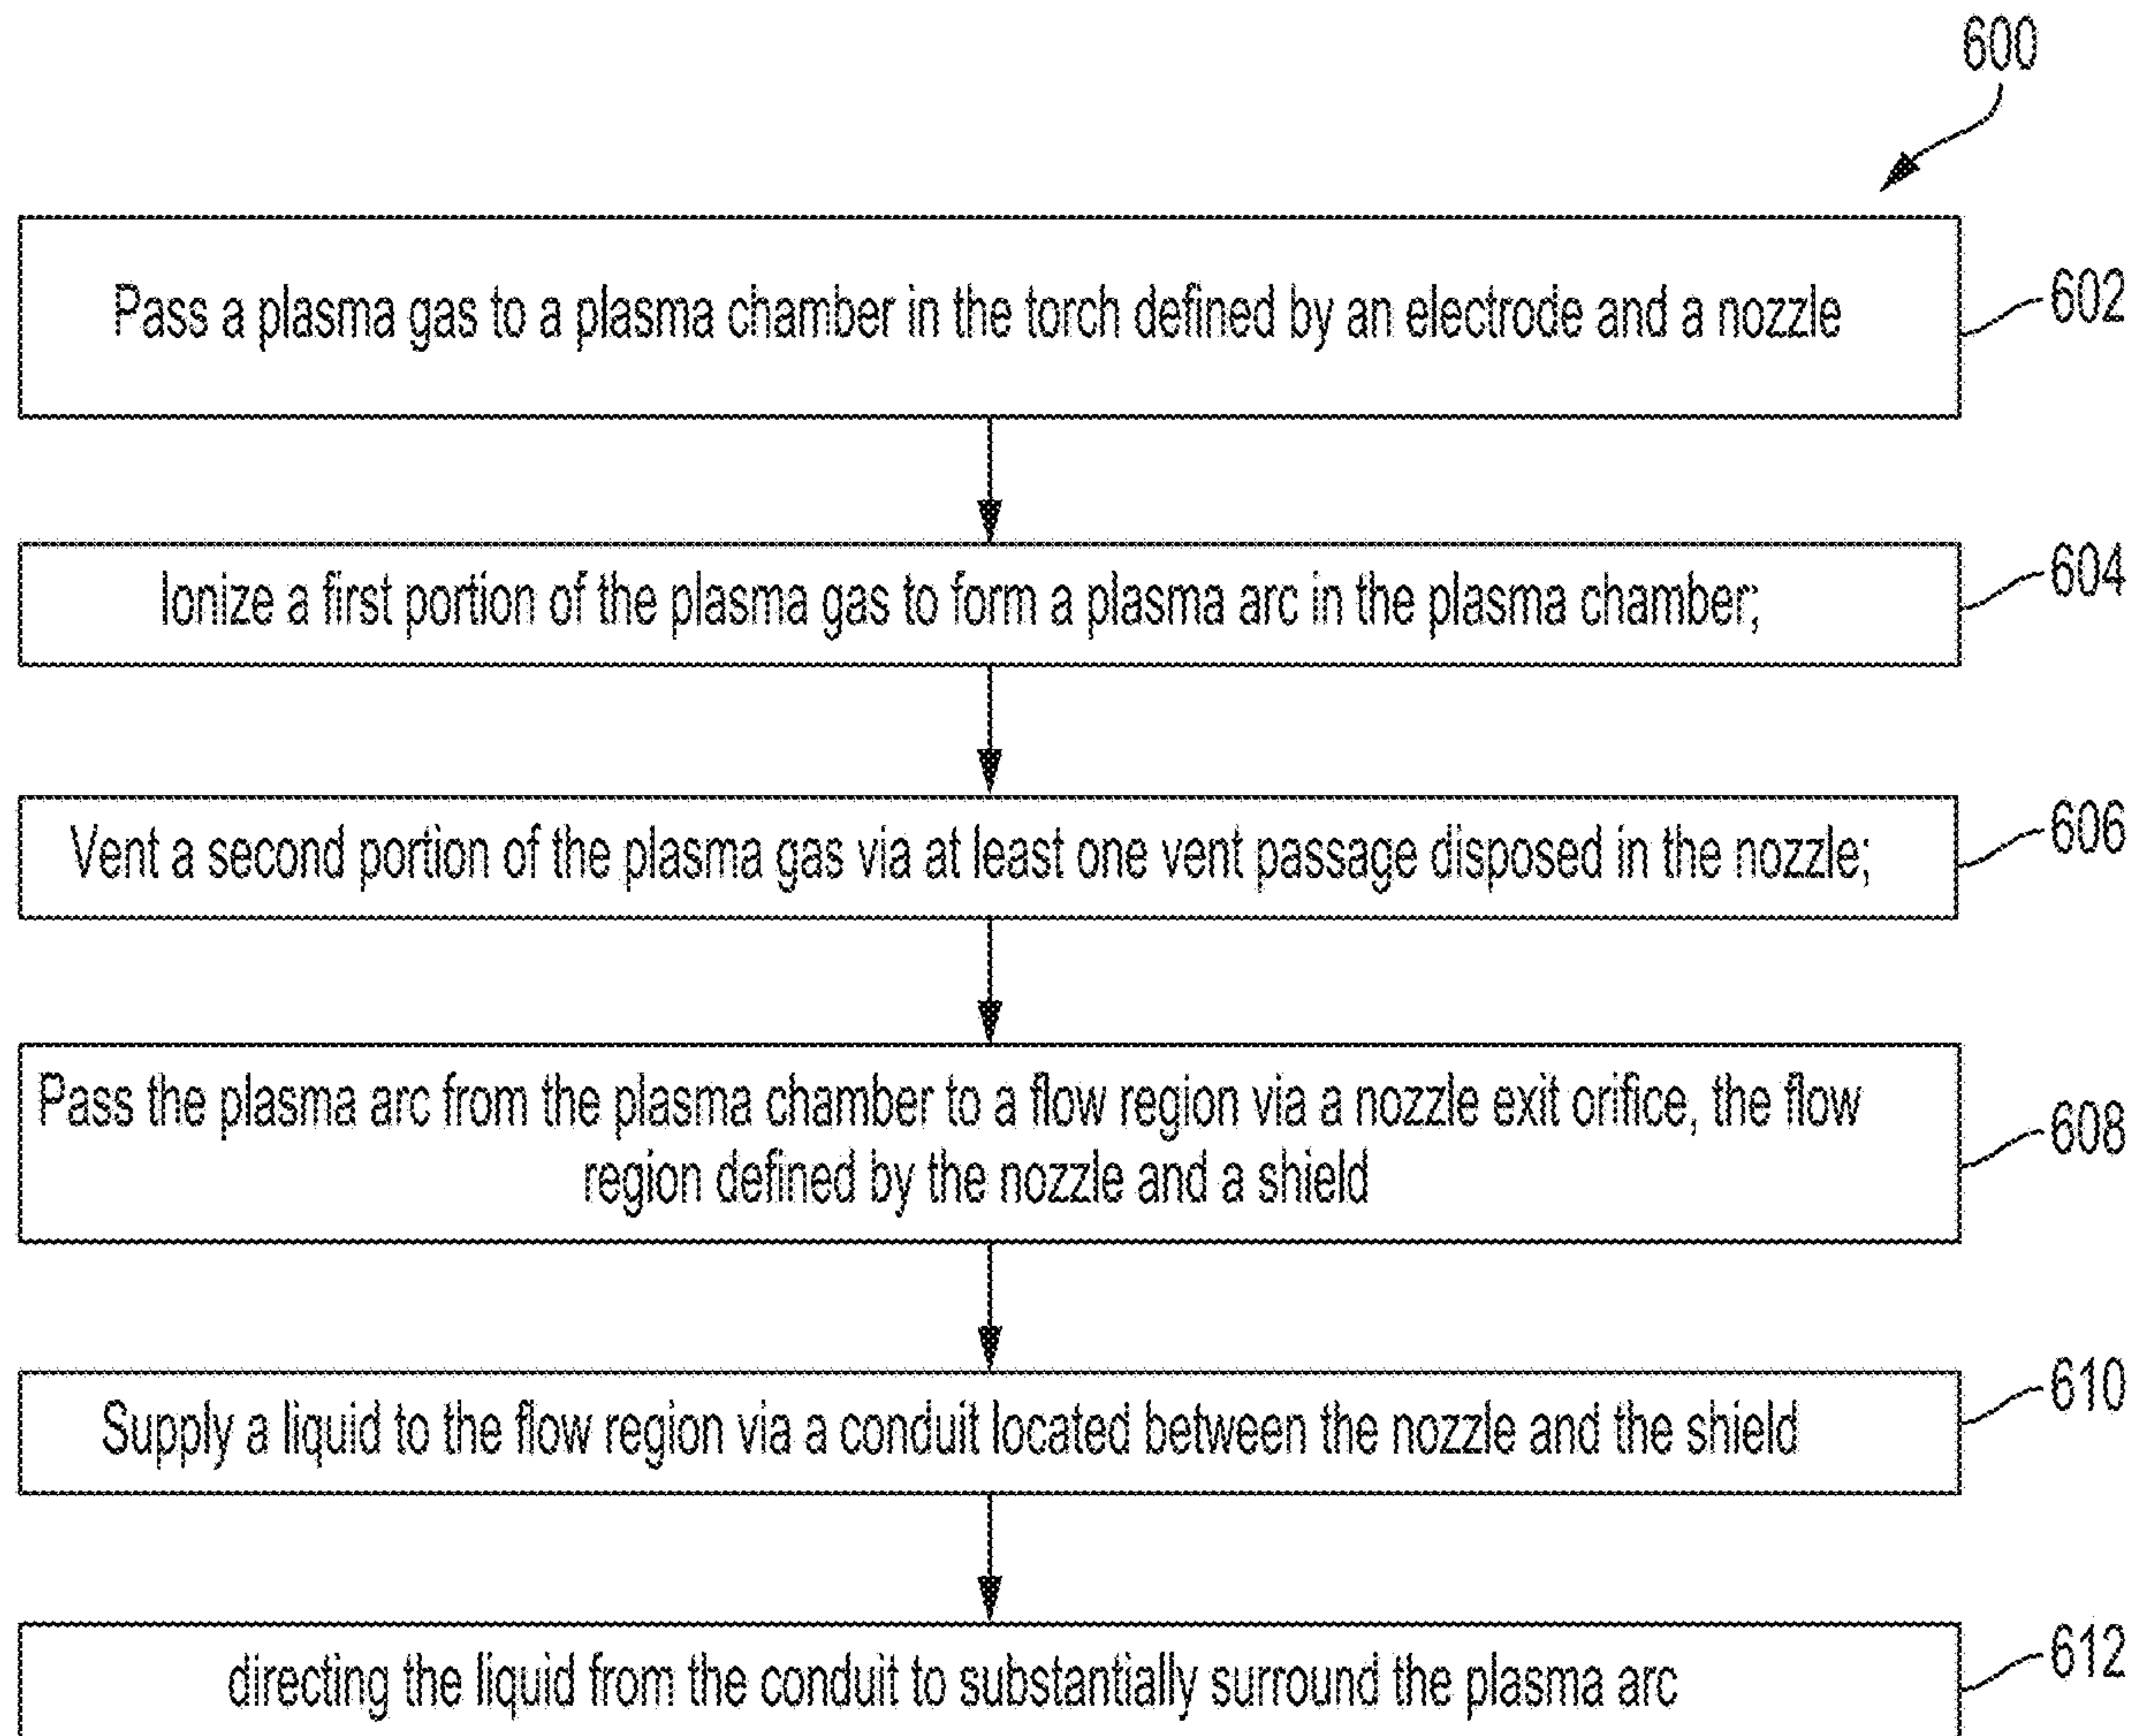 600
Pass a plasma gas to a plasma chamber in the torch defined by an electrode and a nozzle
602
Ionize a first portion of the plasma gas to form a plasma arc in the plasma chamber;
604
Vent a second portion of the plasma gas via at least one vent passage disposed in the nozzle;
606
Pass the plasma arc from the plasma chamber to a flow region via a nozzle exit orifice, the flow
region defined by the nozzle and a shield
608
Supply a liquid to the flow region via a conduit located between the nozzle and the shield
610
directing the liquid from the conduit to substantially surround the plasma arc
612